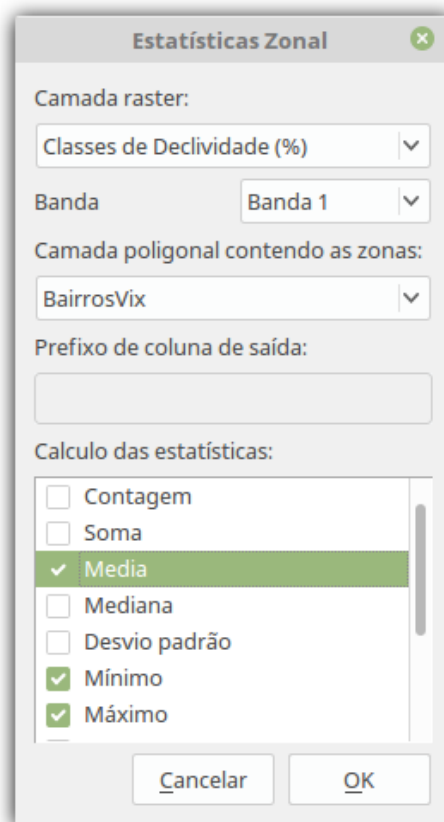 Estatísticas Zonal
Camada raster:
Classes de Declividade (%)
Banda
Banda 1
Camada poligonal contendo as zonas:
BairrosVix
Prefixo de coluna de saída:
Calculo das estatísticas:
Contagem
Soma
Media
Mediana
Desvio padrão
Mínimo
Máximo
Cancelar
OK